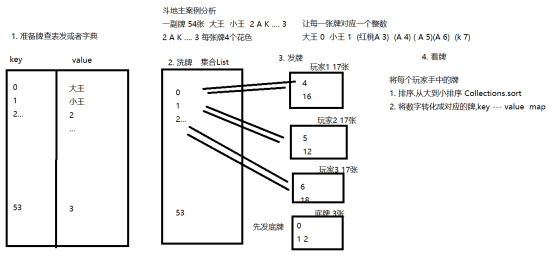 斗地主案例分析
一副牌 54张 大王 小王 2 A K .... 3
2 A K .... 3 每张牌4个花色
让每一张牌对应一个整数
大王 0 小王 1 (红桃A 3) (A 4) ( A 5)(A 6) (k 7)
1. 准备牌查表发或者字典
key
value
0
大王
1
小王
2...
2
...
53
3
2. 洗牌 集合List
0
1
2...
53
3. 发牌
玩家1 17张
4
16
玩家2 17张
5
12
玩家3 17张
6
18
底牌 3张
先发底牌
0
1 2
4. 看牌
将每个玩家手中的牌
1. 排序.从大到小排序 Collections.sort
2. 将数字转化成对应的牌,key --- value map